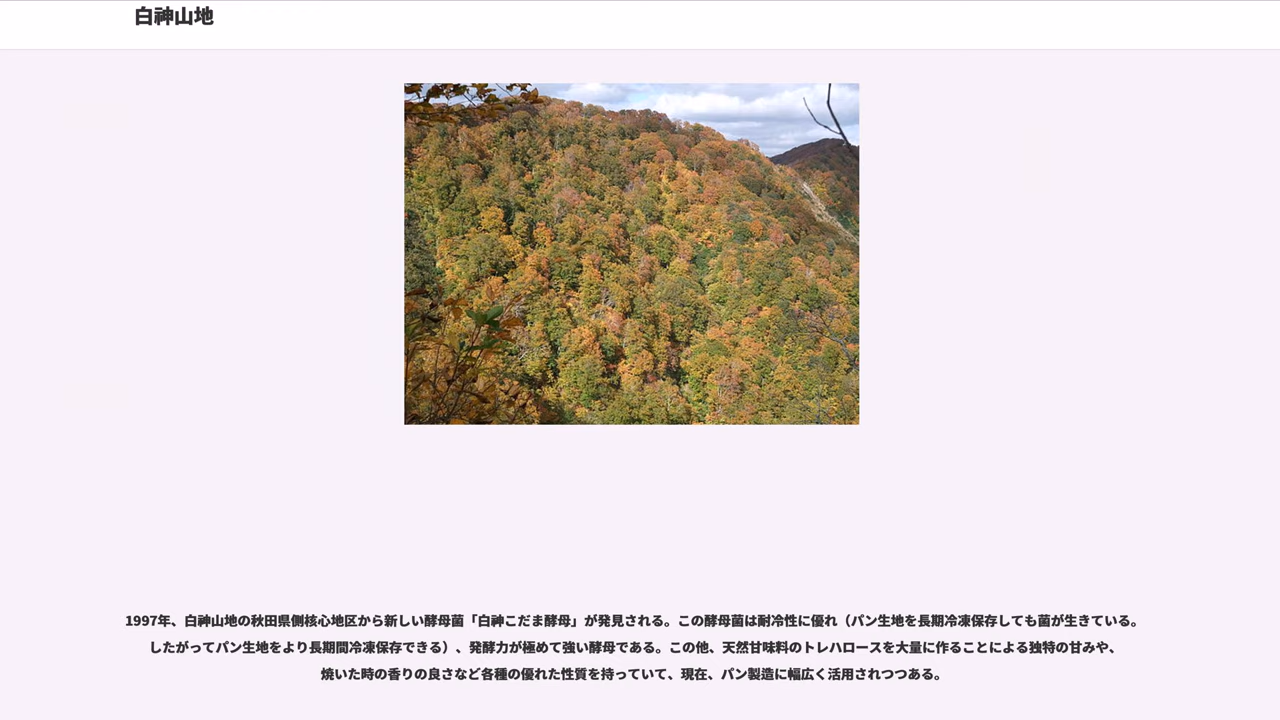 白神山地
1997年、白神山地の秋田県側核心地区から新しい酵母菌「白神こだま酵母」が発見される。この酵母菌は耐冷性に優れ（パン生地を長期冷凍保存しても菌が生きている。
したがってパン生地をより長期間冷凍保存できる）、発酵力が極めて強い酵母である。この他、天然甘味料のトレハロースを大量に作ることによる独特の甘みや、
焼いた時の香りの良さなど各種の優れた性質を持っていて、現在、パン製造に幅広く活用されつつある。